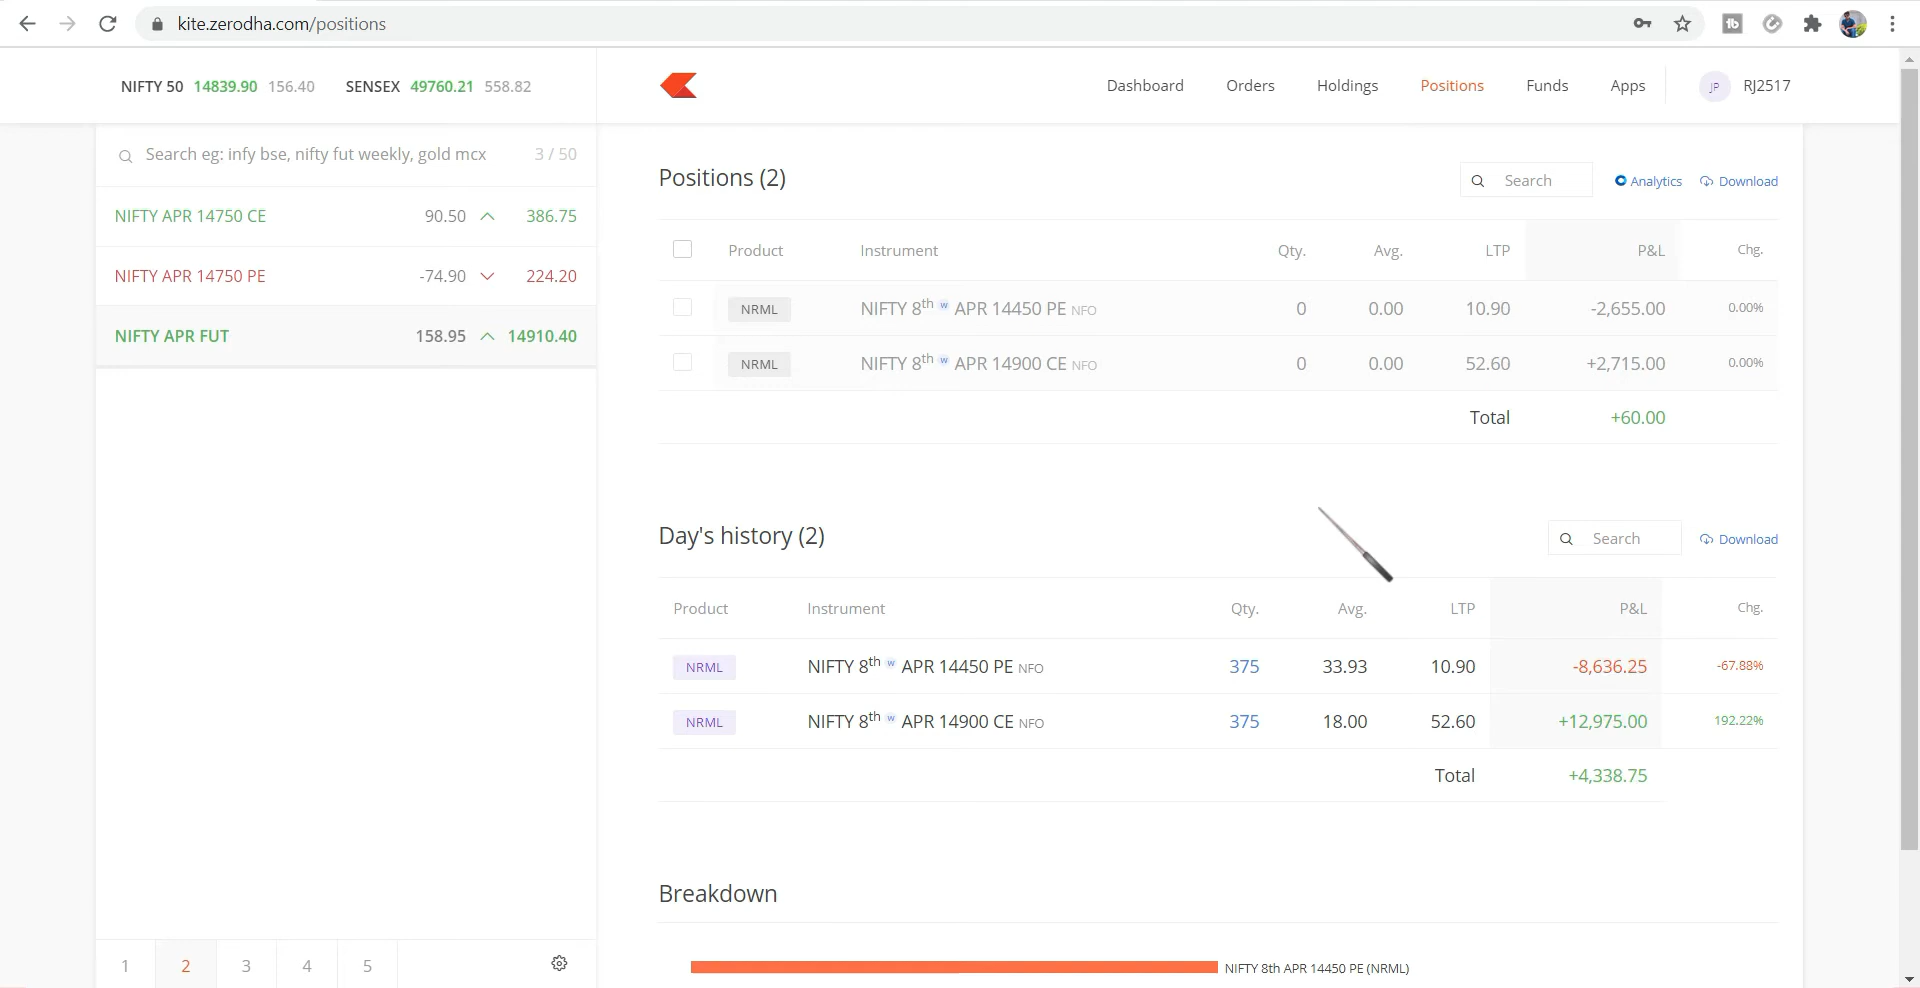 kite.zerodha.com/positions
NIFTY 50 14839.90 156.40 SENSEX 49760.21 558.82
Dashboard Orders Holdings Positions Funds Apps JP RJ2517
Search eg: infy bse, nifty fut weekly, gold mcx 3 / 50
NIFTY APR 14750 CE 90.50 386.75
NIFTY APR 14750 PE -74.90 224.20
NIFTY APR FUT 158.95 14910.40
1 2 3 4 5
Positions (2) Search Analytics Download
Product Instrument Qty. Avg. LTP P&L Chg.
NRML NIFTY 8th w APR 14450 PE NFO 0 0.00 10.90 -2,655.00 0.00%
NRML NIFTY 8th w APR 14900 CE NFO 0 0.00 52.60 +2,715.00 0.00%
Total +60.00
Day's history (2) Search Download
Product Instrument Qty. Avg. LTP P&L Chg.
NRML NIFTY 8th w APR 14450 PE NFO 375 33.93 10.90 -8,636.25 -67.88%
NRML NIFTY 8th w APR 14900 CE NFO 375 18.00 52.60 +12,975.00 192.22%
Total +4,338.75
Breakdown
NIFTY 8th APR 14450 PE (NRML)